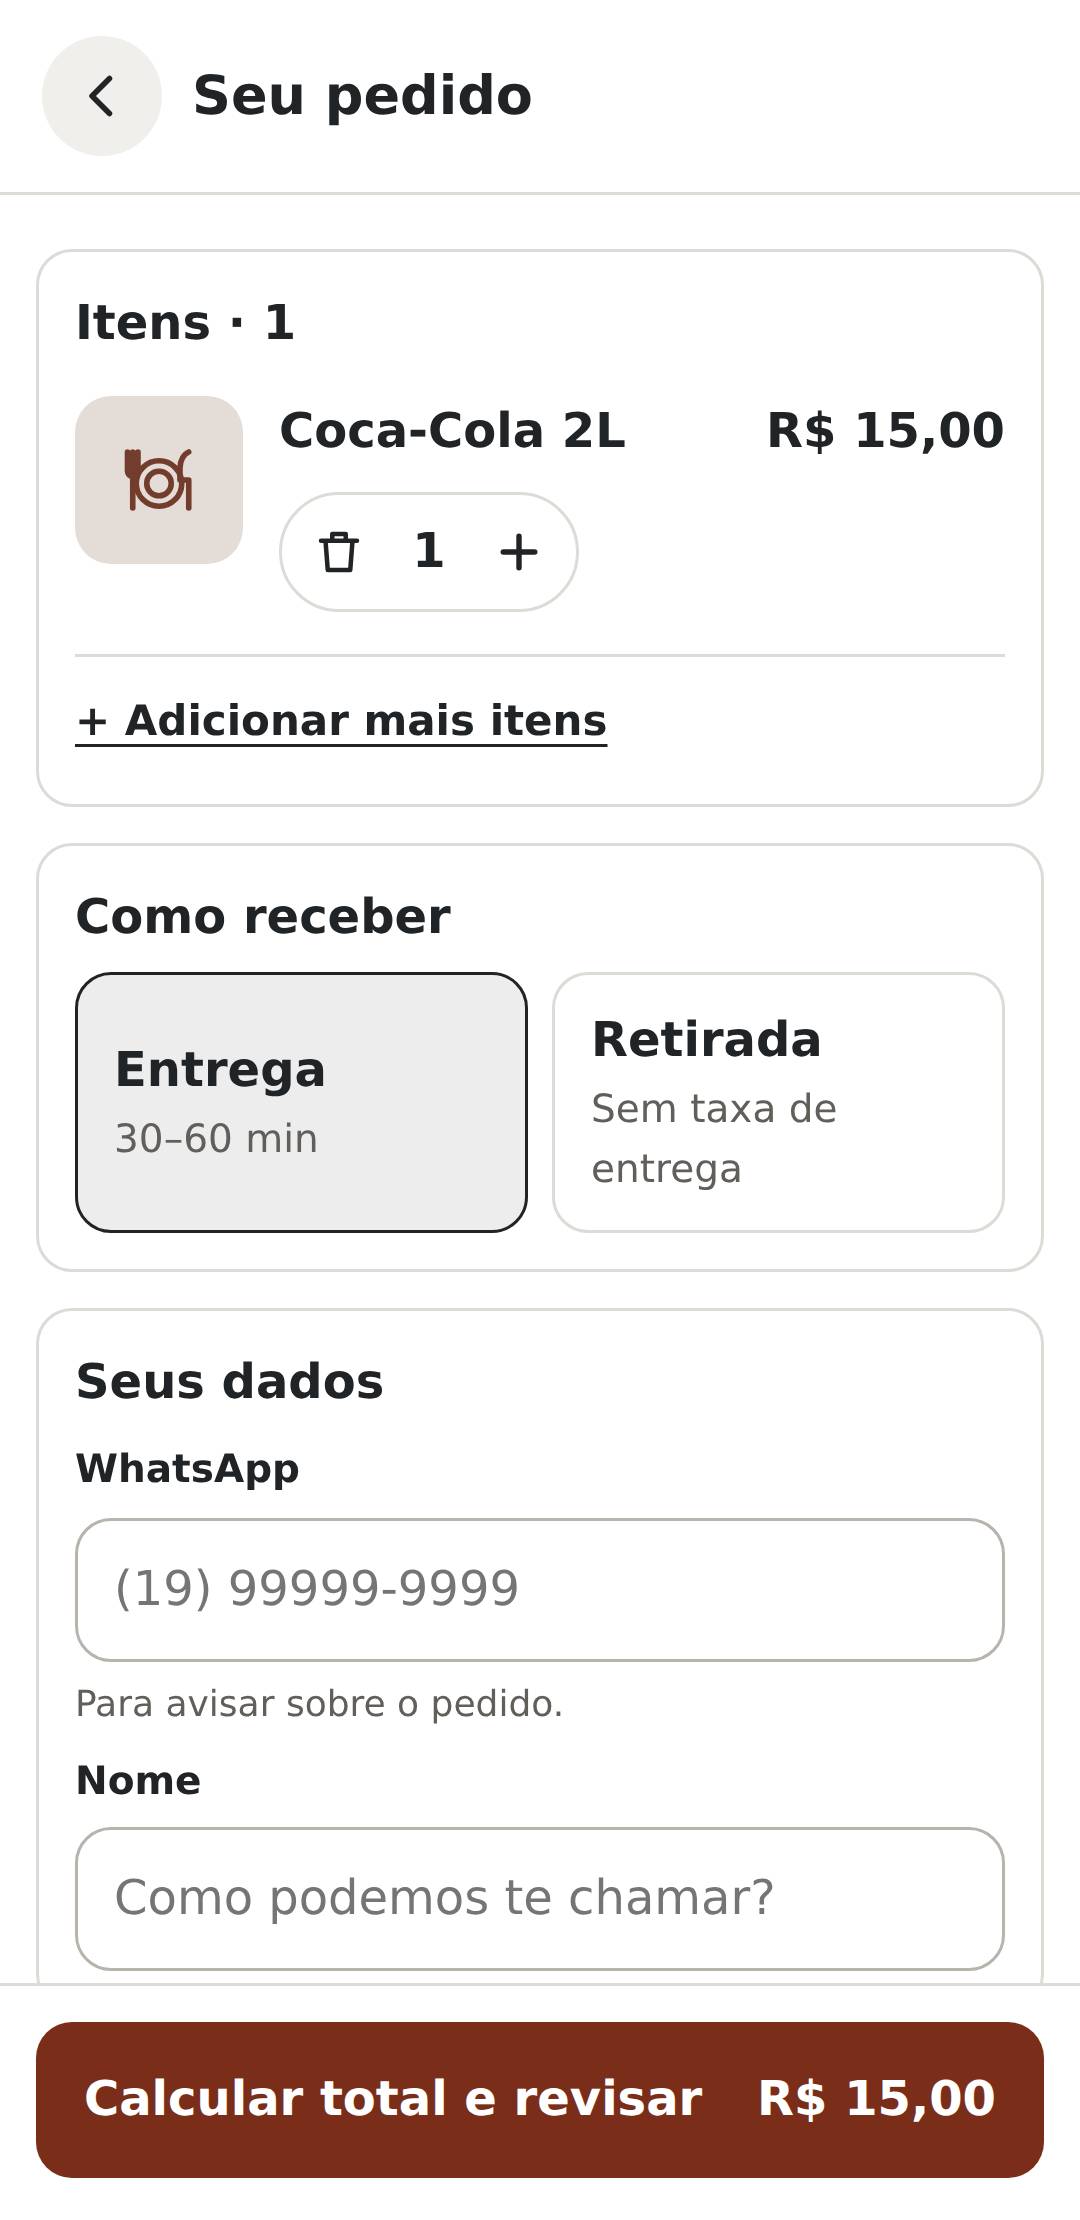 Seu pedido
Itens · 1
Coca-Cola 2L R$ 15,00
1
+ Adicionar mais itens
Como receber
Entrega
30–60 min
Retirada
Sem taxa de
entrega
Seus dados
WhatsApp
(19) 99999-9999
Para avisar sobre o pedido.
Nome
Como podemos te chamar?
Calcular total e revisar R$ 15,00